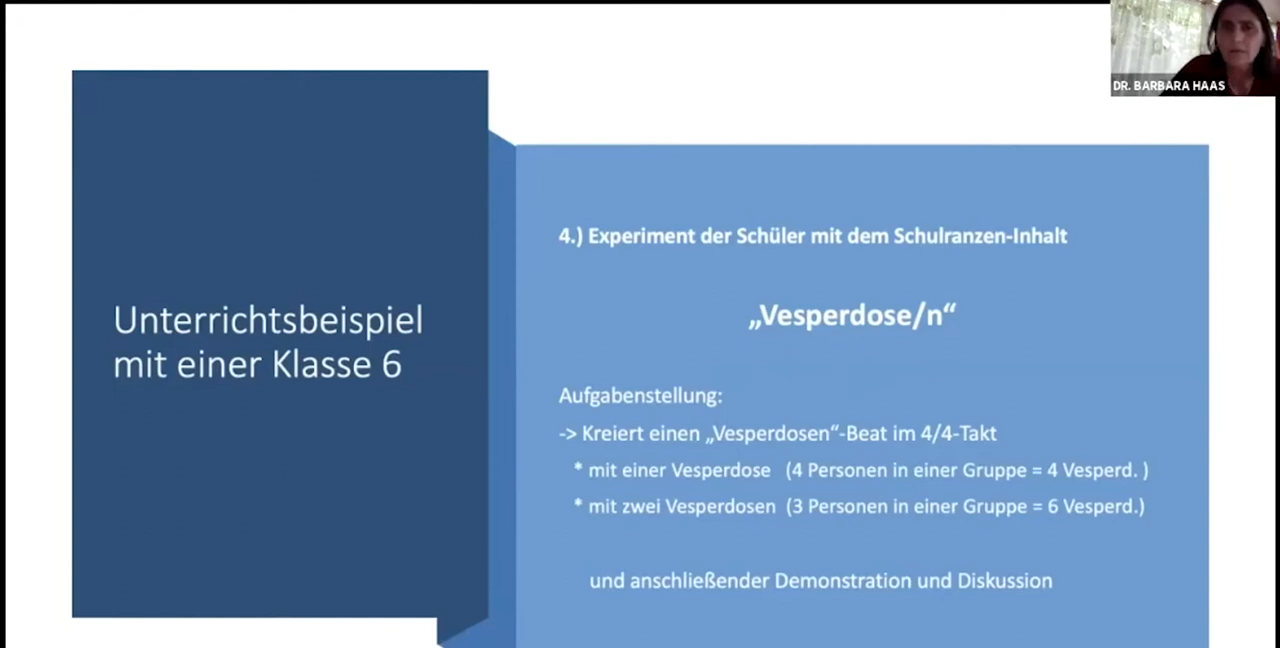 DR. BARBARA HAAS
Unterrichtsbeispiel
mit einer Klasse 6
4.) Experiment der Schüler mit dem Schulranzen-Inhalt
„Vesperdose/n“
Aufgabenstellung:
-> Kreiert einen „Vesperdosen“-Beat im 4/4-Takt
* mit einer Vesperdose (4 Personen in einer Gruppe = 4 Vesperd. )
* mit zwei Vesperdosen (3 Personen in einer Gruppe = 6 Vesperd.)
und anschließender Demonstration und Diskussion